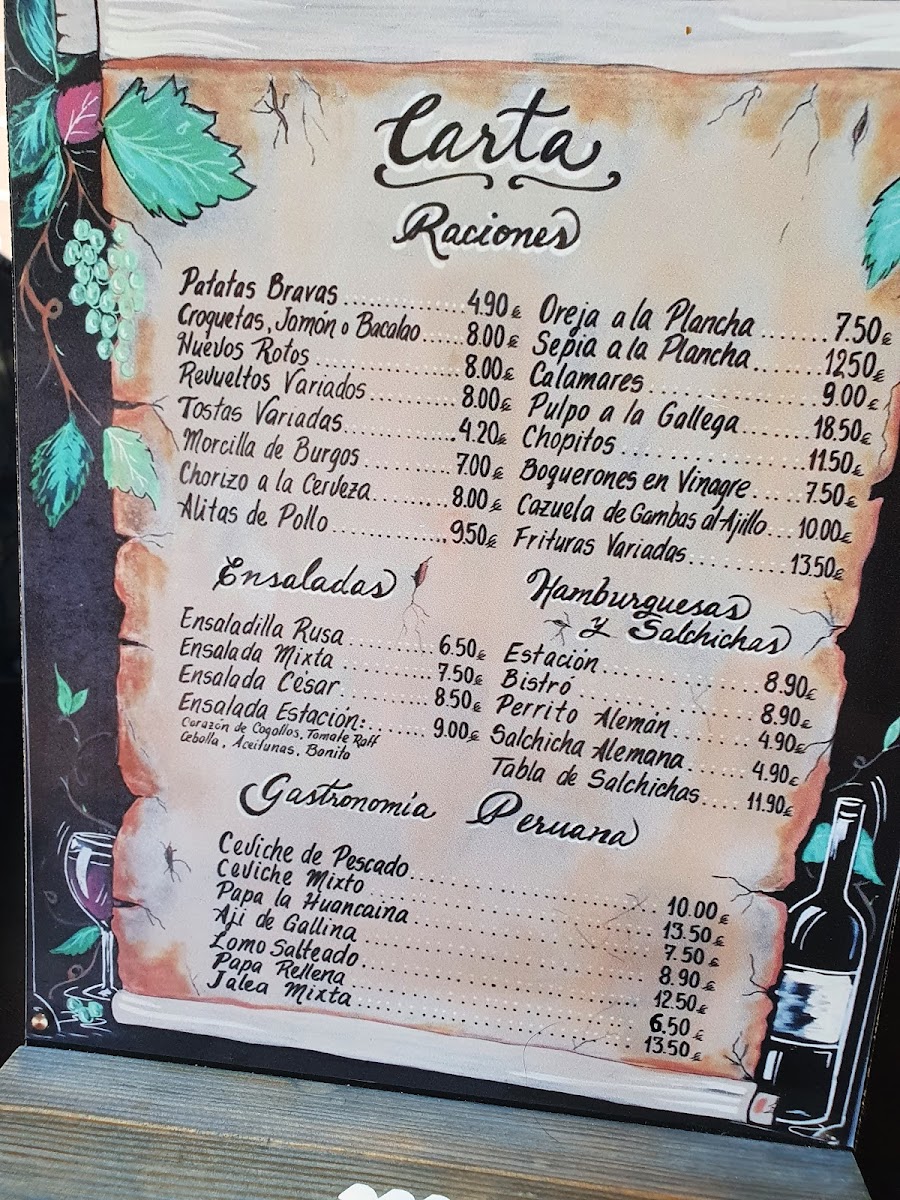 Carta
Raciones
Patatas Bravas............4.90€
Croquetas, Jamón o Bacalao.....8.00€
Nuevos Rotos...............8.00€
Revueltos Variados..........8.00€
Tostas Variadas............4.20€
Morcilla de Burgos.........7.00€
Chorizo a la Cerveza........8.00€
Alitas de Pollo............9.50€
Oreja a la Plancha.......7.50€
Sepia a la Plancha.......1250€
Calamares................9.00€
Pulpo a la Gallega.......18.50€
Chopitos.................11.50€
Boquerones en Vinagre.....7.50€
Cazuela de Gambas al Ajillo...10.00€
Frituras Variadas..........13.50€
Ensaladas
Ensaladilla Rusa.........6.50€
Ensalada Mixta...........7.50€
Ensalada César...........8.50€
Ensalada Estación:.......9.00€
Corazón de Cogollos, Tomate Raff
Cebolla, Aceitunas, Bonito
Hamburguesas
y Salchichas
Estación.................8.90€
Bistró...................8.90€
Perrito Alemán...........4.90€
Salchicha Alemana.......4.90€
Tabla de Salchichas....11.90€
Gastronomía Peruana
Ceviche de Pescado..........10.00€
Ceviche Mixto...............13.50€
Papa la Huancaina...........7.50€
Aji de Gallina..............8.90€
Lomo Salteado...............12.50€
Papa Rellena................6.50€
Jalea Mixta.................13.50€